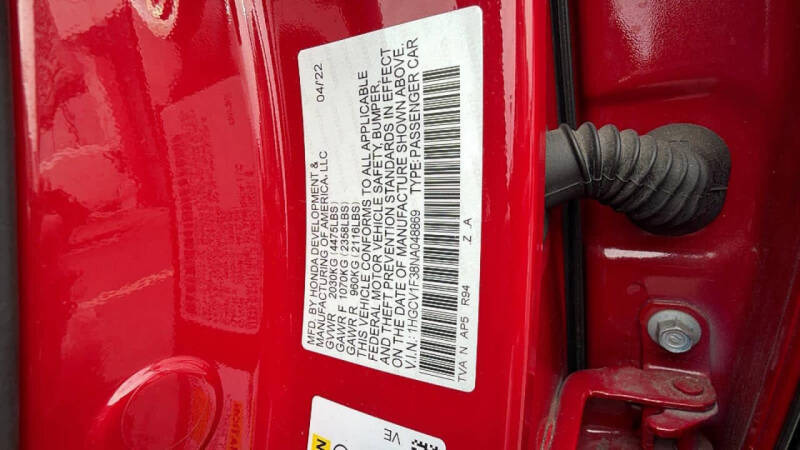 MFD. BY HONDA DEVELOPMENT & 04/22
MANUFACTURING OF AMERICA, LLC
GVWR 2030KG(4475LBS)
GAWR F 1070KG(2358LBS)
GAWR R 960KG(2116LBS)
THIS VEHICLE CONFORMS TO ALL APPLICABLE
FEDERAL MOTOR VEHICLE SAFETY, BUMPER,
AND THEFT PREVENTION STANDARDS IN EFFECT
ON THE DATE OF MANUFACTURE SHOWN ABOVE.
V.I.N.: 1HGCV1F38NA048869 TYPE:PASSENGER CAR
TVA N AP5 R94 .Z .A
VE